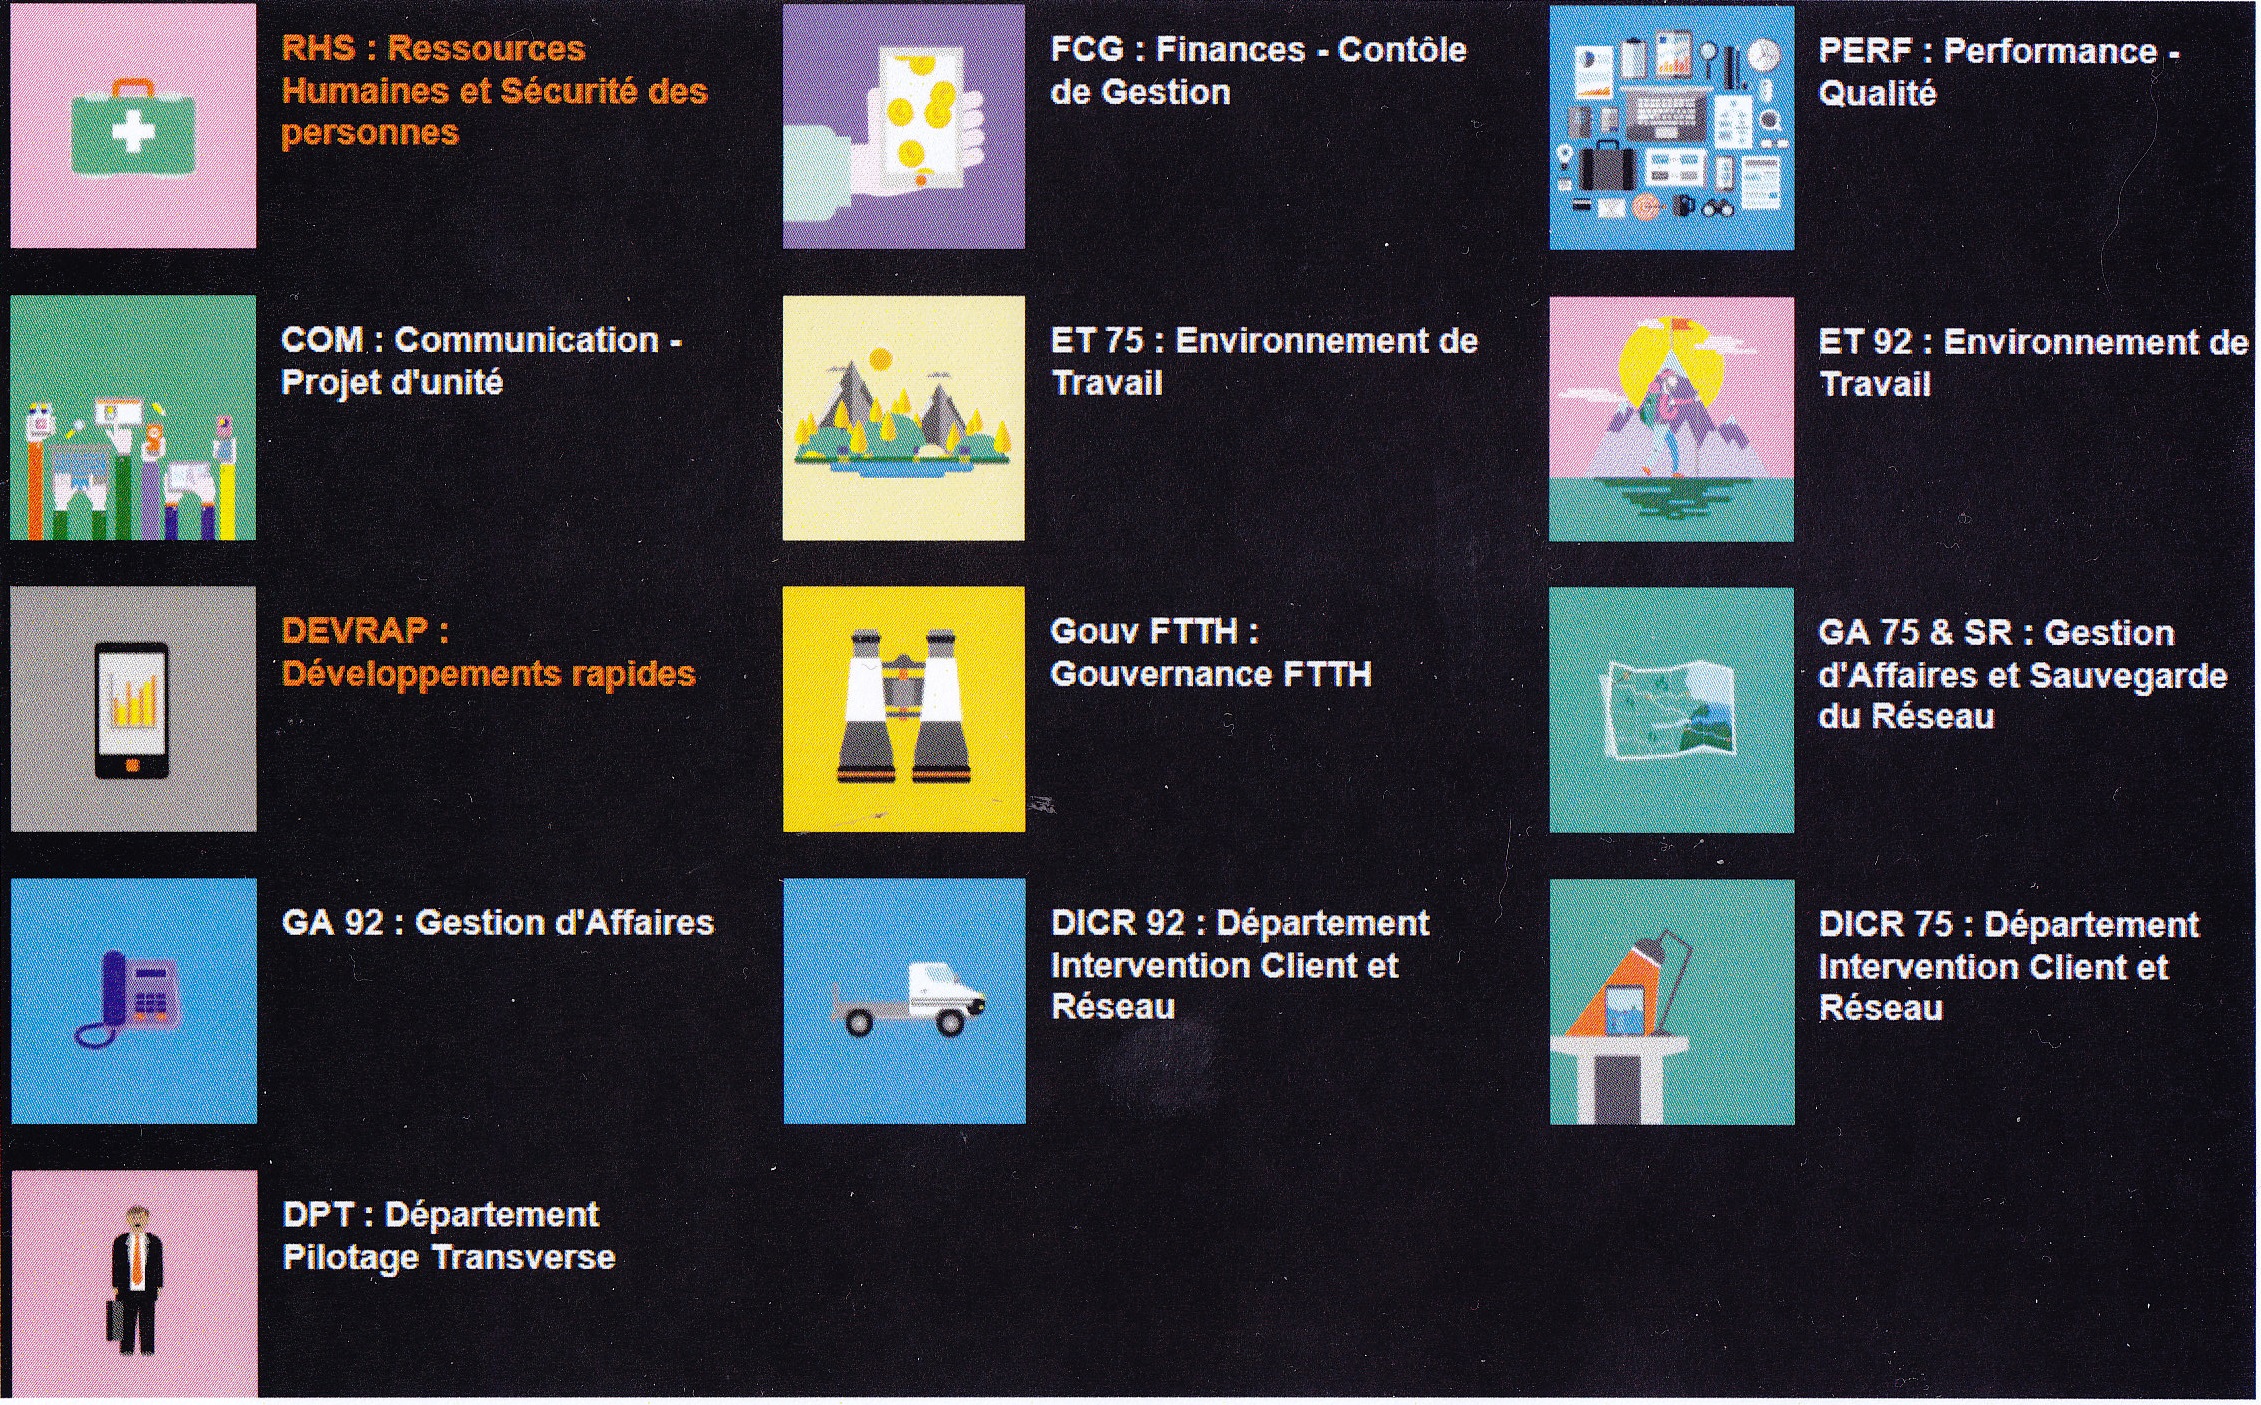 RHS : Ressources
Humaines et Sécurité des
personnes
FCG : Finances - Contôle
de Gestion
PERF : Performance -
Qualité
COM : Communication -
Projet d'unité
ET 75 : Environnement de
Travail
ET 92 : Environnement de
Travail
DEVRAP :
Développements rapides
Gouv FTTH :
Gouvernance FTTH
GA 75 & SR : Gestion
d'Affaires et Sauvegarde
du Réseau
GA 92 : Gestion d'Affaires
DICR 92 : Département
Intervention Client et
Réseau
DICR 75 : Département
Intervention Client et
Réseau
DPT : Département
Pilotage Transverse